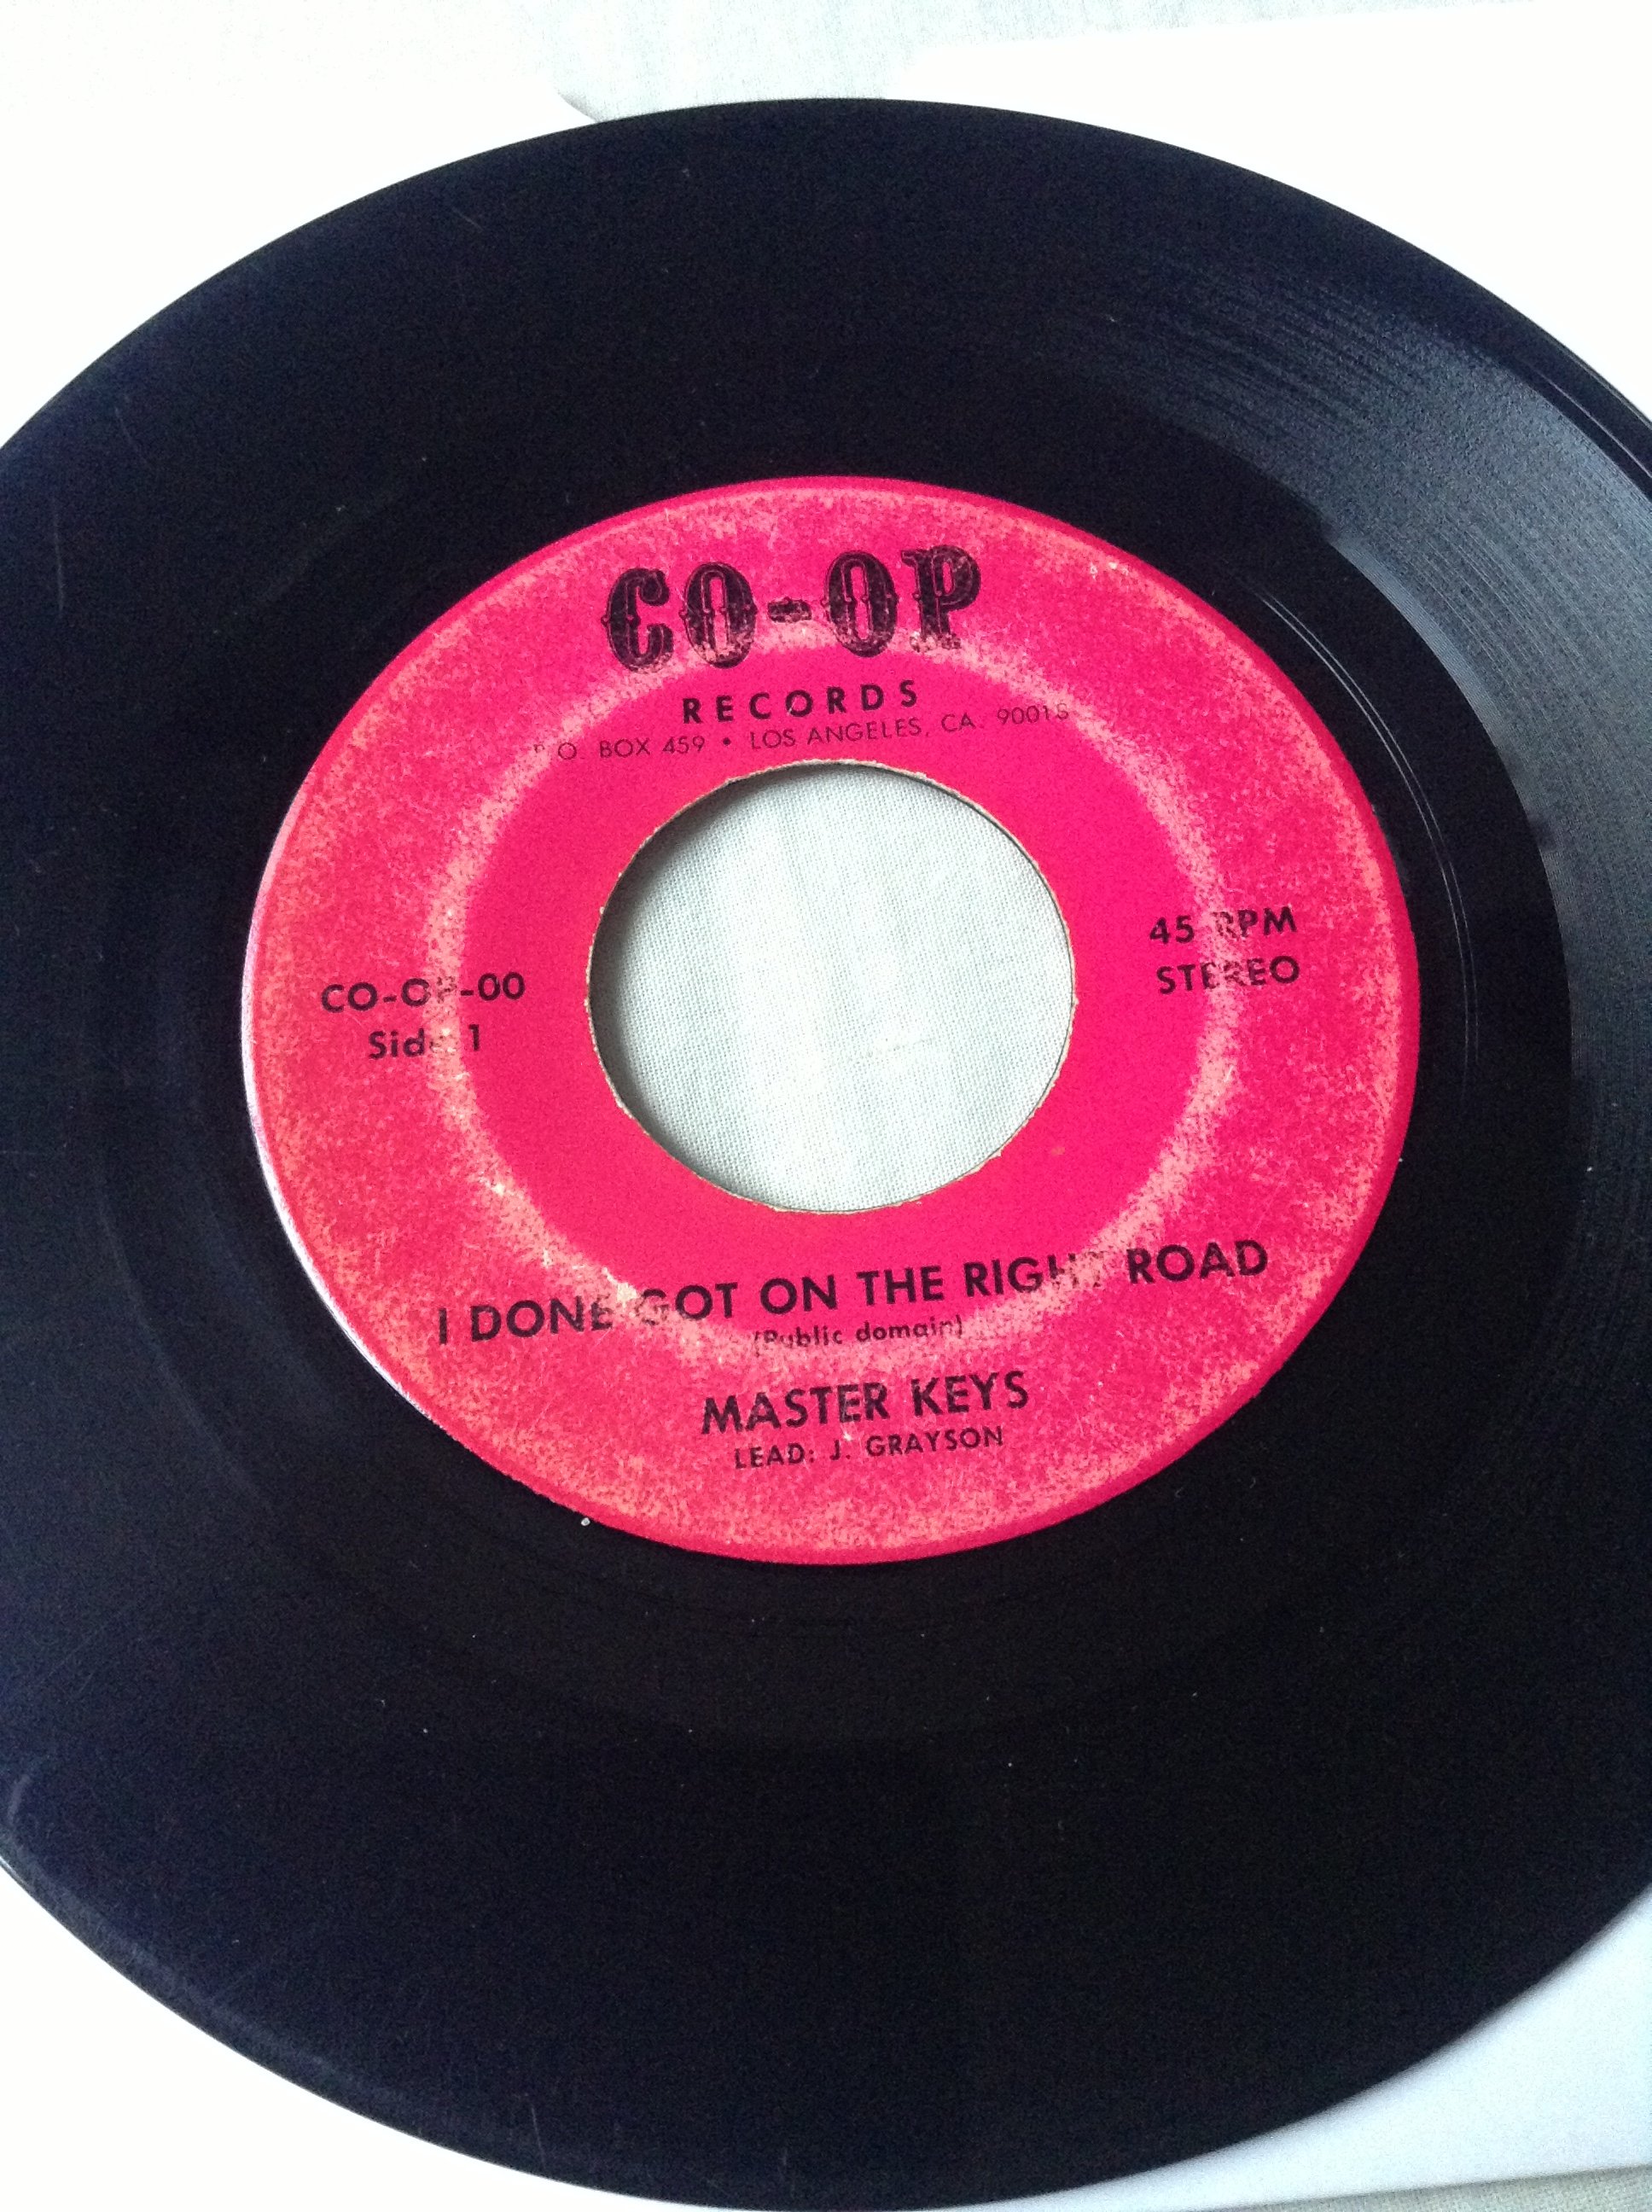 CO-OP
RECORDS
P.O. BOX 459 • LOS ANGELES, CA. 90015
45 RPM
STEREO
CO-OP-00
Side 1
I DONE GOT ON THE RIGHT ROAD
(Public domain)
MASTER KEYS
LEAD: J. GRAYSON